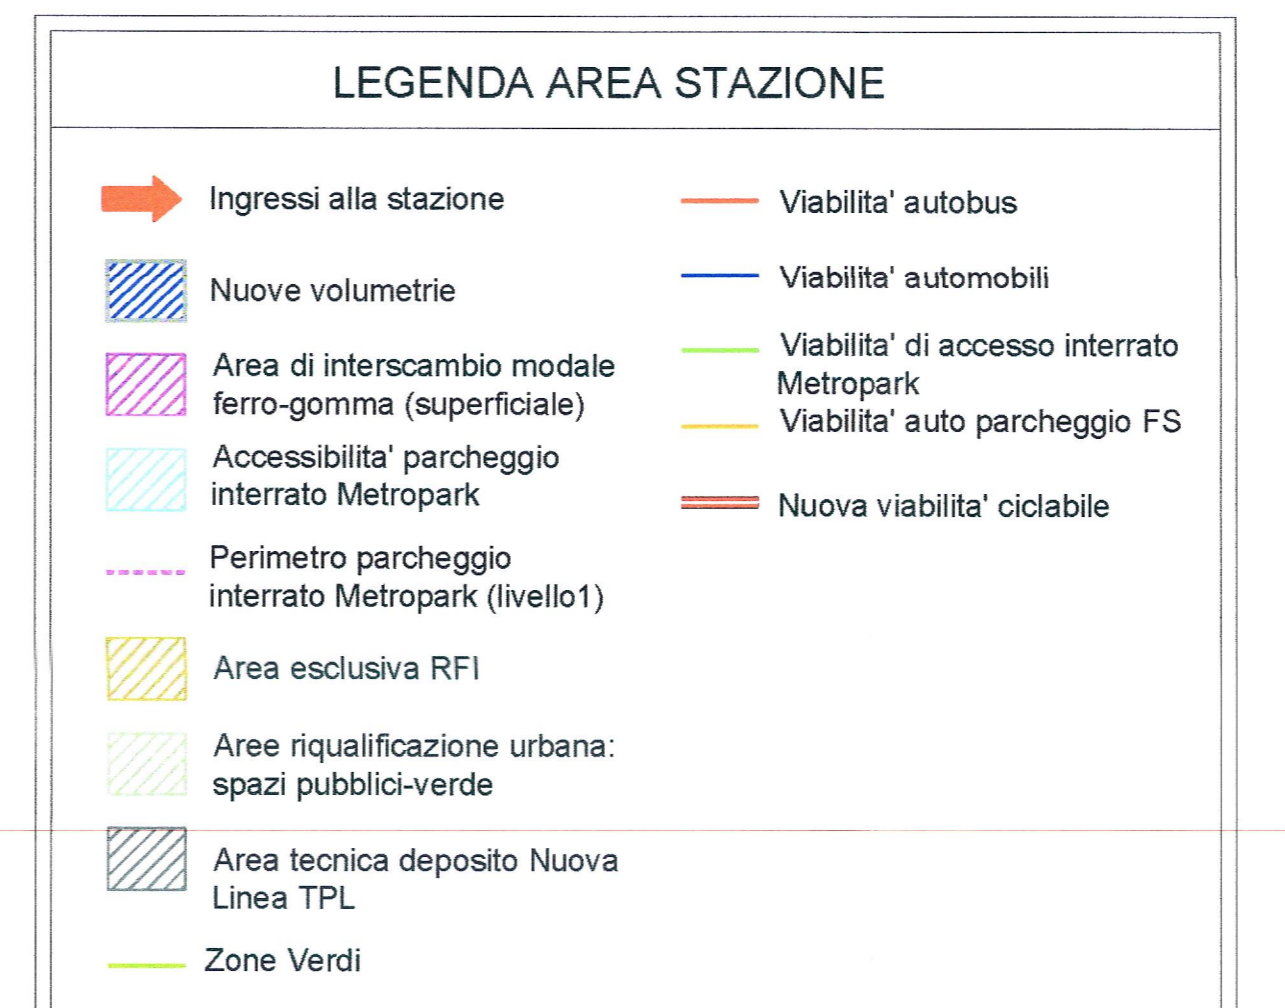 LEGENDA AREA STAZIONE
Ingressi alla stazione
Nuove volumetrie
Area di interscambio modale
ferro-gomma (superficiale)
Accessibilita' parcheggio
interrato Metropark
Perimetro parcheggio
interrato Metropark (livello1)
Area esclusiva RFI
Aree riqualificazione urbana:
spazi pubblici-verde
Area tecnica deposito Nuova
Linea TPL
Zone Verdi
Viabilita' autobus
Viabilita' automobili
Viabilita' di accesso interrato
Metropark
Viabilita' auto parcheggio FS
Nuova viabilita' ciclabile